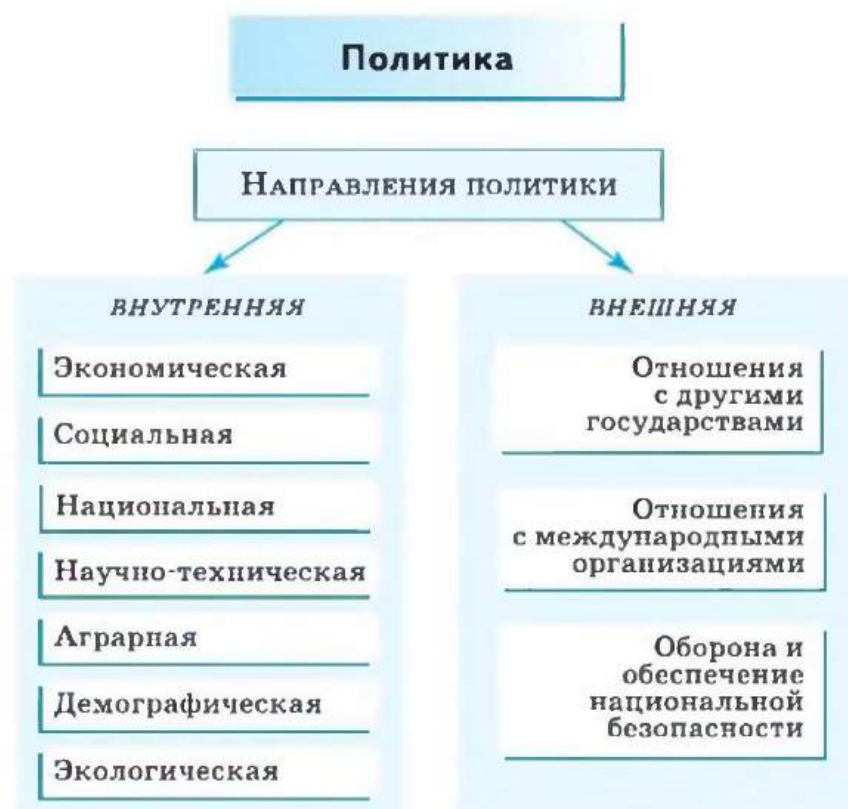 Политика
НАПРАВЛЕНИЯ ПОЛИТИКИ
ВНУТРЕННЯЯ
Экономическая
Социальная
Национальная
Научно-техническая
Аграрная
Демографическая
Экологическая
ВНЕШНЯЯ
Отношения
с другими
государствами
Отношения
с международными
организациями
Оборона и
обеспечение
национальной
безопасности